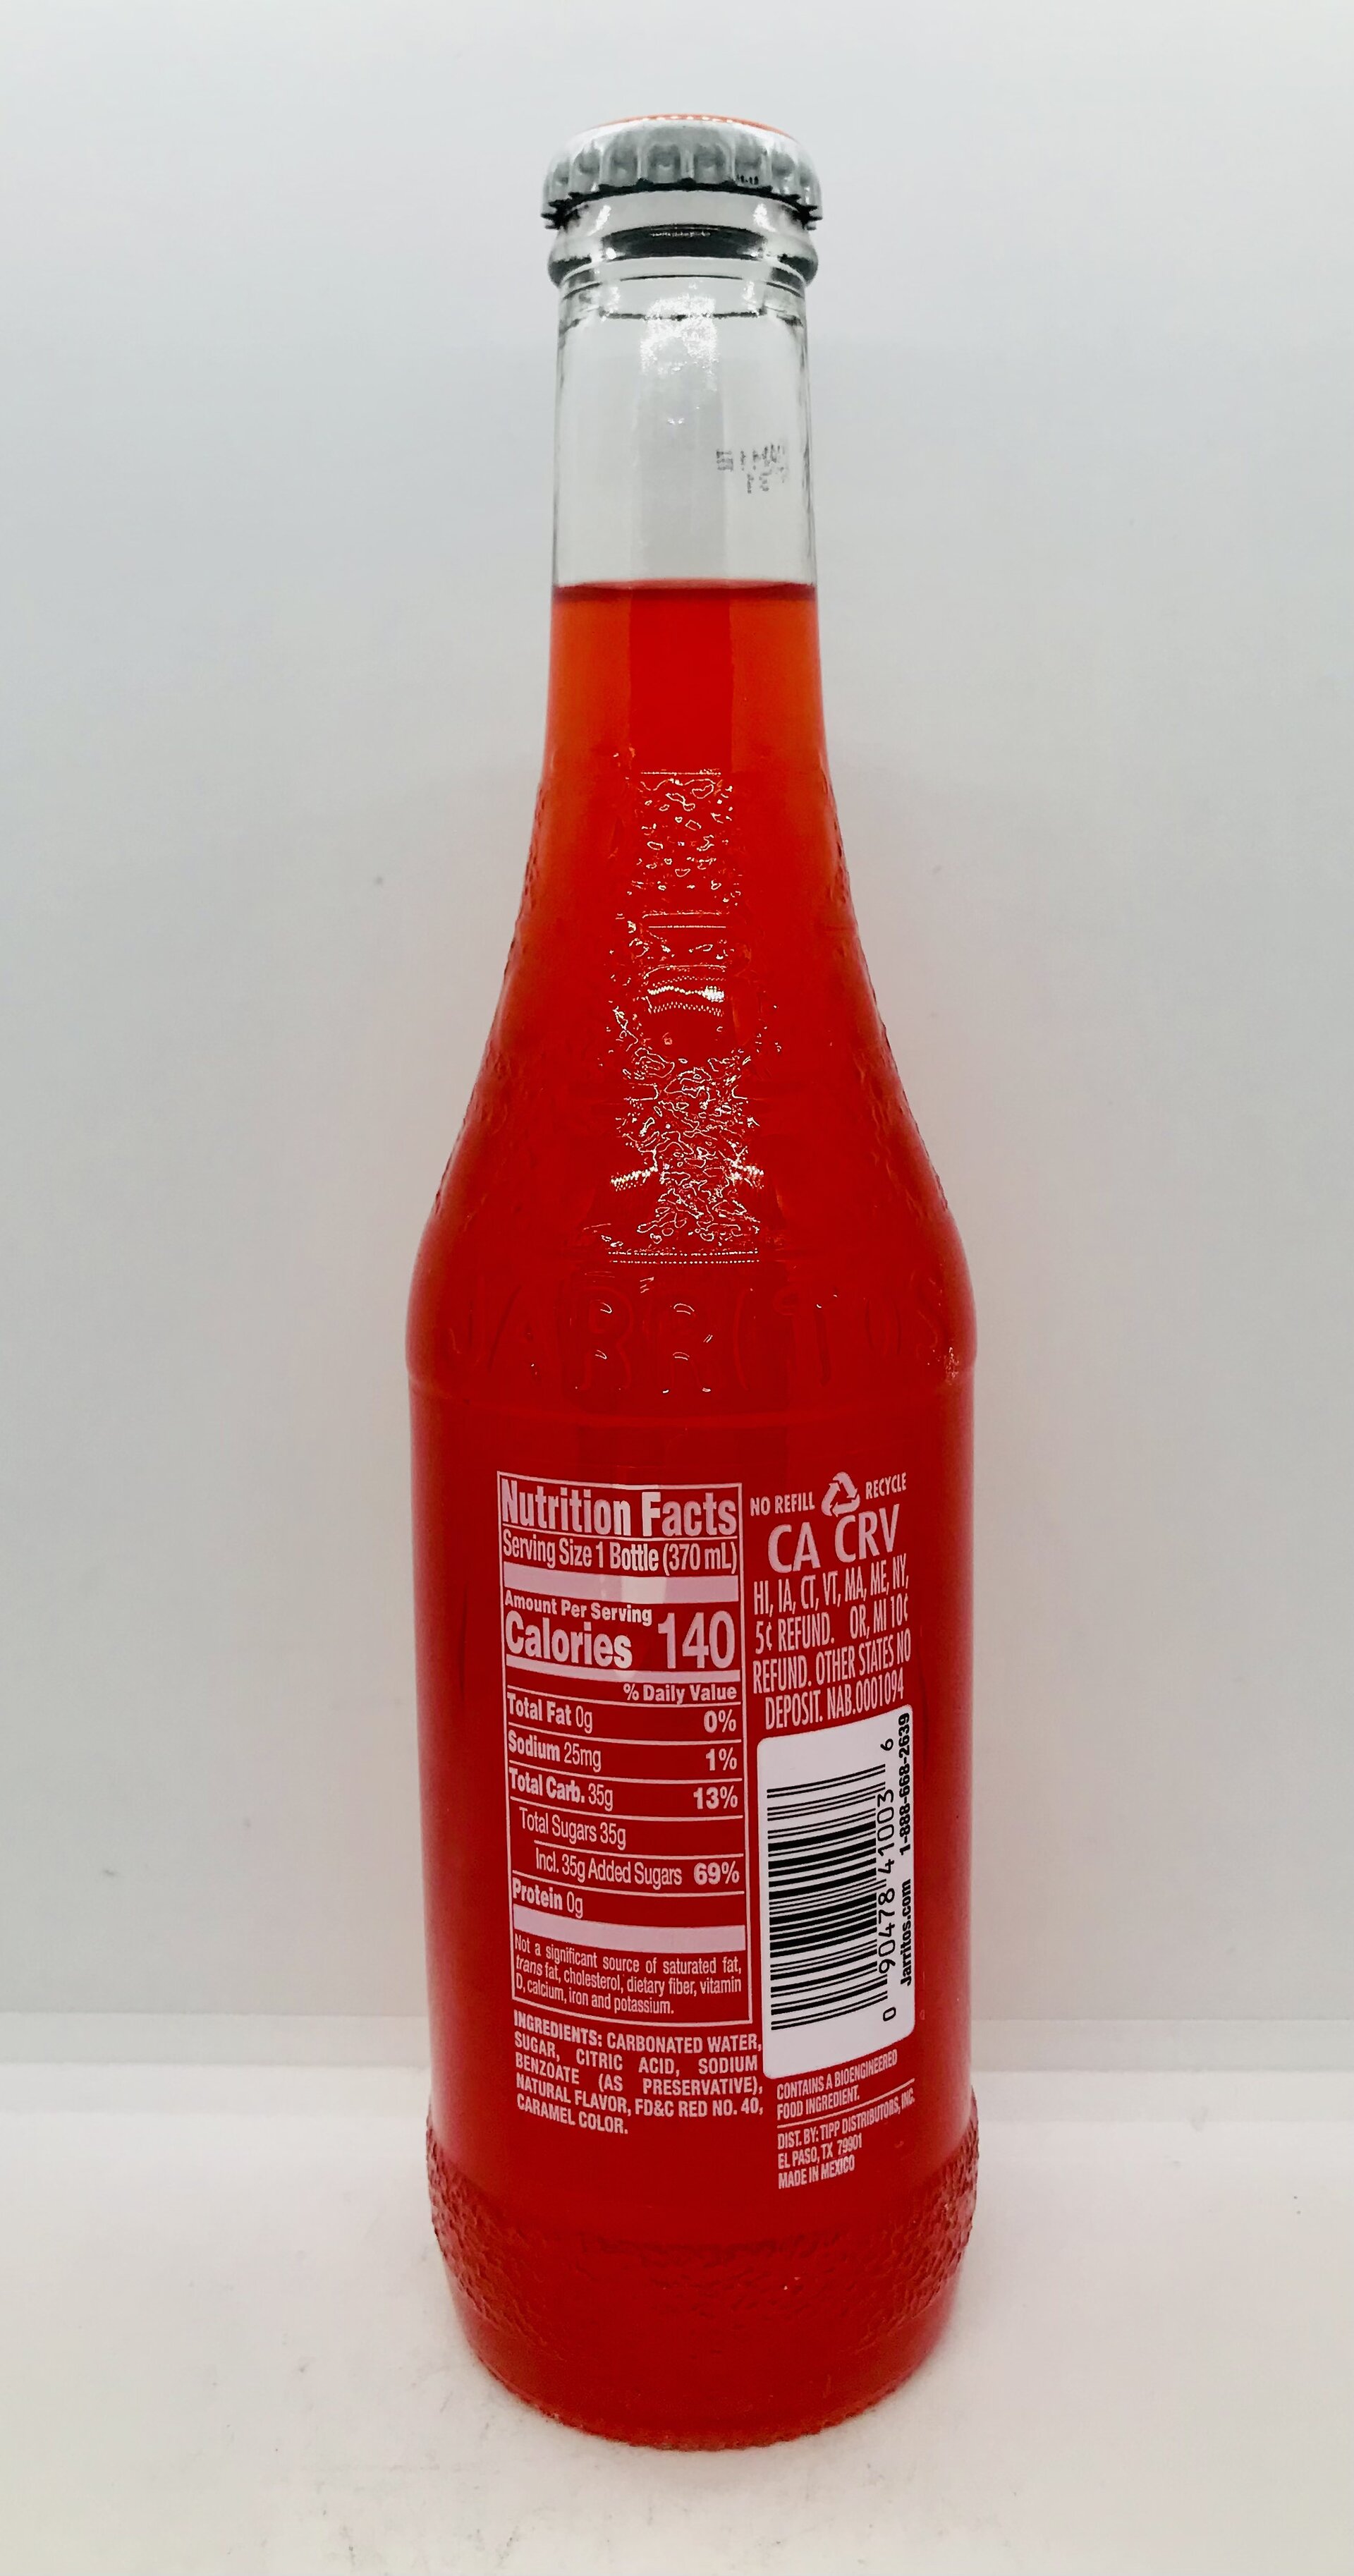 JARRITOS
Nutrition Facts
Serving Size 1 Bottle (370 mL)
Amount Per Serving
Calories 140
% Daily Value
Total Fat 0g 0%
Sodium 25mg 1%
Total Carb. 35g 13%
Total Sugars 35g
Incl. 35g Added Sugars 69%
Protein 0g
Not a significant source of saturated fat,
trans fat, cholesterol, dietary fiber, vitamin
D, calcium, iron and potassium.
INGREDIENTS: CARBONATED WATER,
SUGAR, CITRIC ACID, SODIUM
BENZOATE (AS PRESERVATIVE),
NATURAL FLAVOR, FD&C RED NO. 40,
CARAMEL COLOR.
NO REFILL RECYCLE
CA CRV
HI, IA, CT, VT, MA, ME, NY,
5¢ REFUND. OR, MI 10¢
REFUND. OTHER STATES NO
DEPOSIT. NAB.0001094
0 90478 41003 6
Jarritos.com 1-888-668-2639
CONTAINS A BIOENGINEERED
FOOD INGREDIENT.
DIST. BY: TIPP DISTRIBUTORS, INC.
EL PASO, TX 79901
MADE IN MEXICO